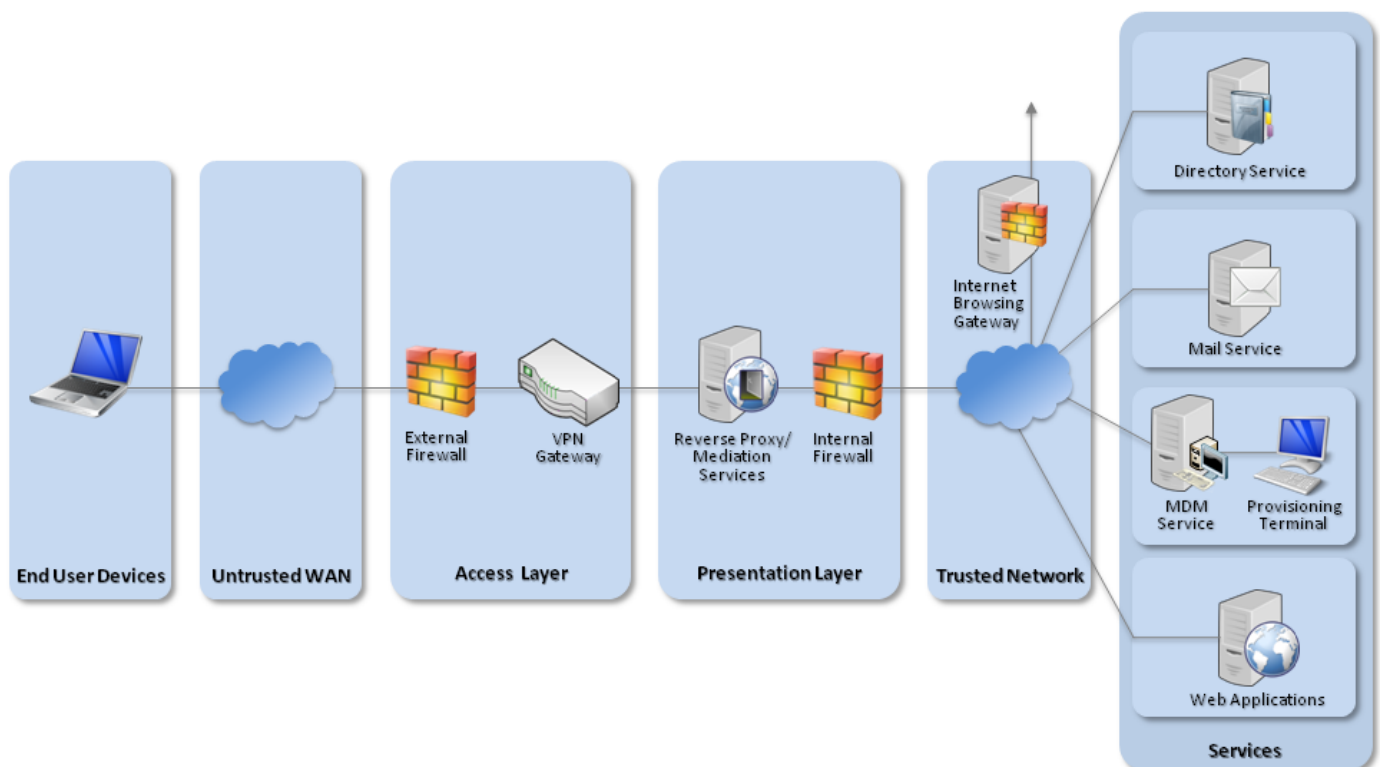 Directory Service
Internet
Browsing
Gateway
Mail Service
External
Firewall
VPN
Gateway
Reverse Proxy/
Mediation
Services
Internal
Firewall
MDM
Service
Provisioning
Terminal
End User Devices
Untrusted WAN
Access Layer
Presentation Layer
Trusted Network
Web Applications
Services